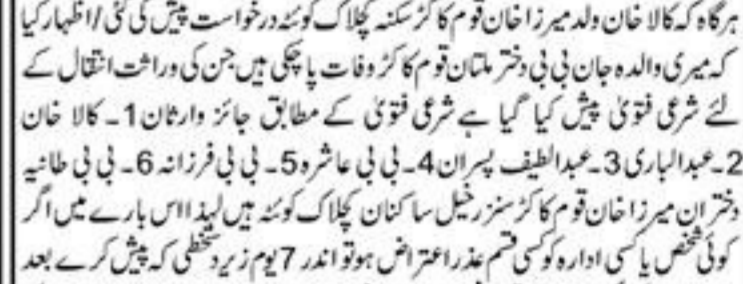 ہرگاہ کہ کالا خان ولد میرزا خان قوم کاکڑ سکنہ کچلاک کوئٹہ درخواست پیش کی گئی / اظہار کیا
کہ میری والدہ جان بی بی دختر ملتان قوم کاکڑ وفات پا چکی ہیں جن کی وراثت انتقال کے
لئے شرعی فتویٰ پیش کیا گیا ہے شرعی فتویٰ کے مطابق جائز وارثان 1۔ کالا خان
2۔عبدالباری 3۔عبدالطیف پسران 4۔بی بی عاشرہ 5۔ بی بی فرزانہ 6۔ بی بی طانیہ
دختران میرزا خان قوم کاکڑ سنزرخیل ساکنان کچلاک کوئٹہ ہیں لہذا اس بارے میں اگر
کوئی شخص یا کسی ادارہ کو کسی قسم عذر اعتراض ہو تو اندر 7 یوم زیر دستخطی کہ پیش کرے بعد